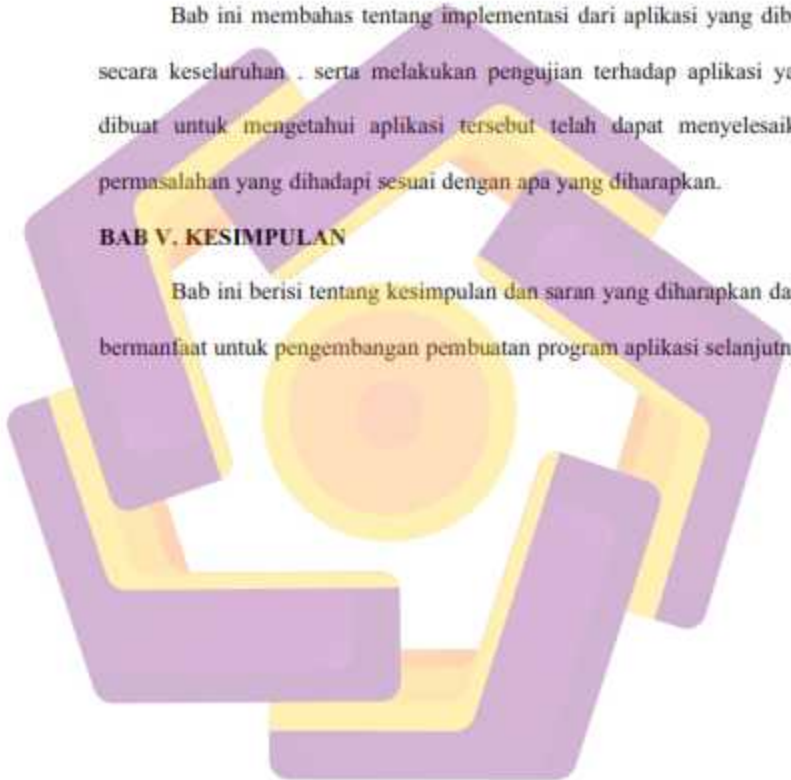 Bab ini membahas tentang implementasi dari aplikasi yang dib
secara keseluruhan . serta melakukan pengujian terhadap aplikasi ya
dibuat untuk mengetahui aplikasi tersebut telah dapat menyelesaik
permasalahan yang dihadapi sesuai dengan apa yang diharapkan.
BAB V. KESIMPULAN
Bab ini berisi tentang kesimpulan dan saran yang diharapkan da
bermanfaat untuk pengembangan pembuatan program aplikasi selanjutn